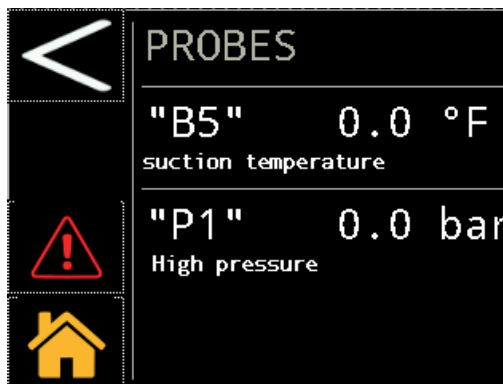 PROBES
"B5" 0.0 °F
suction temperature
"P1" 0.0 bar
High pressure